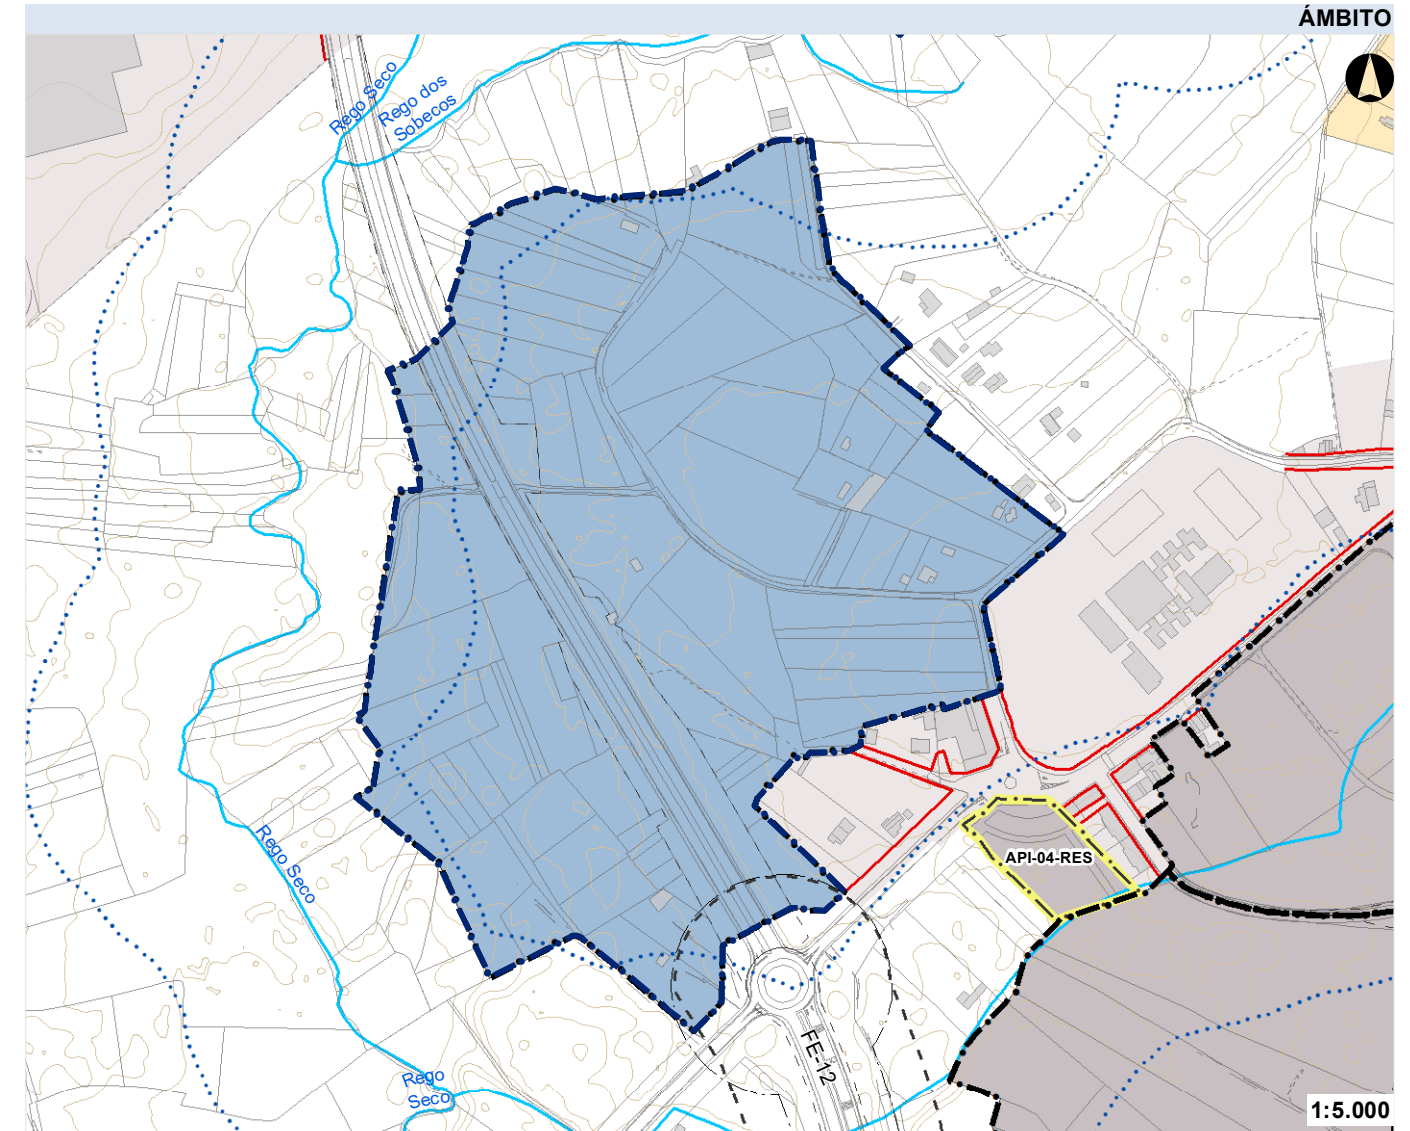 ÁMBITO
Rego Seco
Rego dos
Sobecos
API-04-RES
Rego Seco
FE-12
Rego
Seco
1:5.000